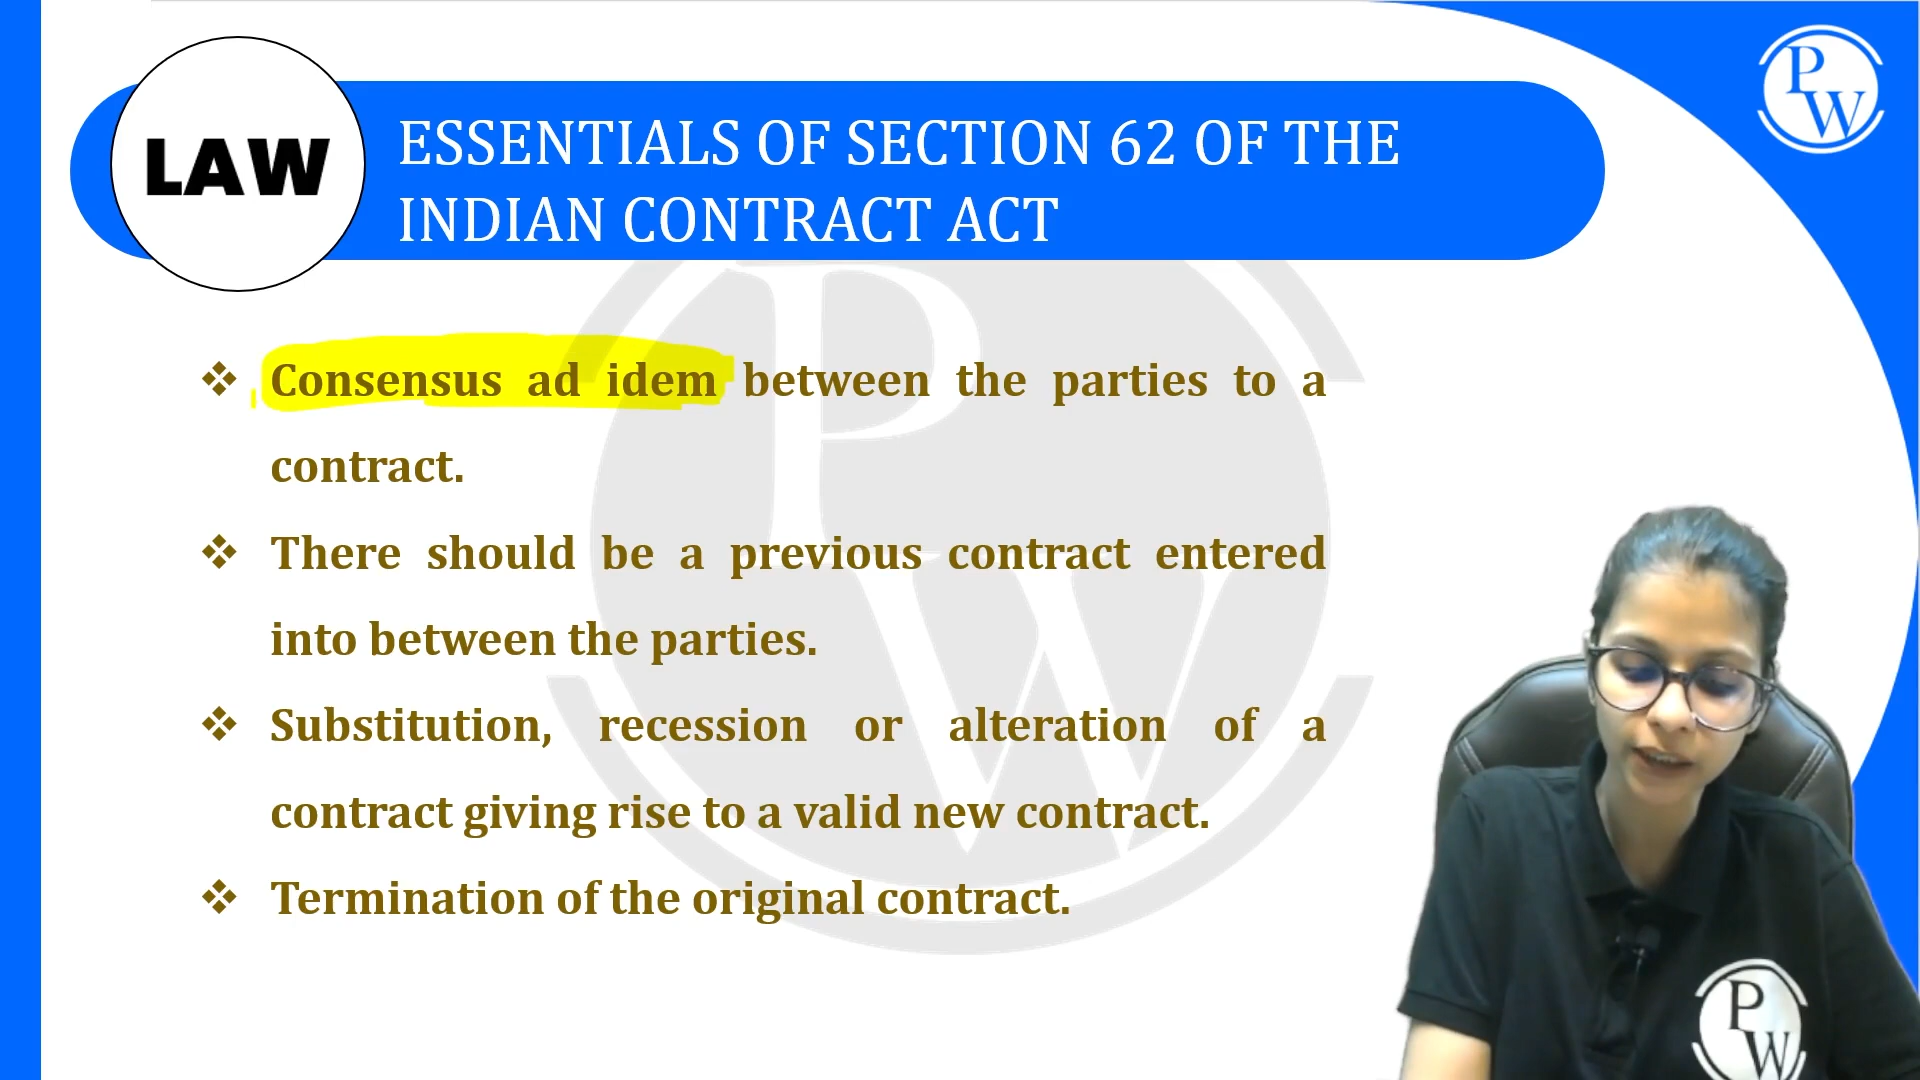 LAW
ESSENTIALS OF SECTION 62 OF THE
INDIAN CONTRACT ACT
PW
❖ Consensus ad idem between the parties to a
contract.
❖ There should be a previous contract entered
into between the parties.
❖ Substitution, recession or alteration of a
contract giving rise to a valid new contract.
❖ Termination of the original contract.
PW
PW